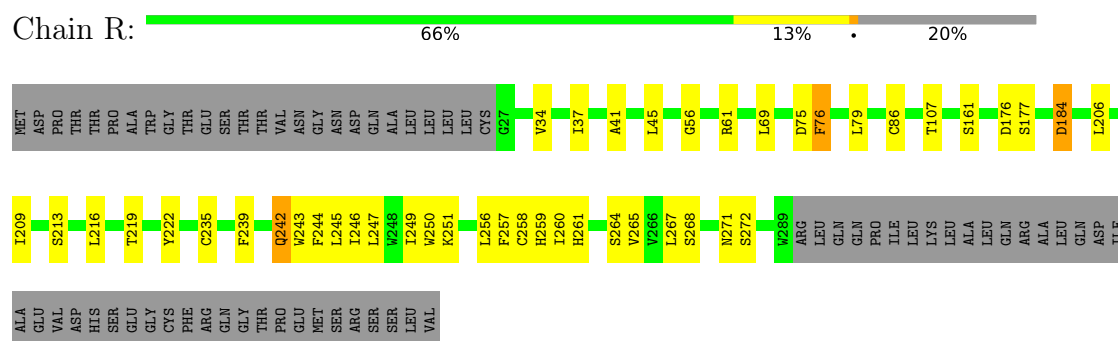 Chain R:
66% 13% • 20%
MET ASP PRO THR THR PRO ALA TRP GLY THR GLU SER THR THR VAL ASN GLY ASN ASP GLN ALA LEU LEU LEU LEU CYS G27 V34 I37 A41 L45 G56 R61 L69 D75 F76 L79 C86 T107 S161 D176 S177 D184 L206
I209 S213 L216 T219 Y222 C235 F239 Q242 W243 F244 L245 I246 L247 W248 I249 W250 K251 L256 F257 C258 H259 I260 H261 S264 V265 V266 L267 S268 N271 S272 W289 ARG LEU GLN GLN PRO ILE LEU LYS LEU ALA LEU GLN ARG ALA LEU GLN ASP ILE
ALA GLU VAL ASP HIS SER GLU GLY CYS PHE ARG GLN GLY THR PRO GLU MET SER ARG SER SER LEU VAL